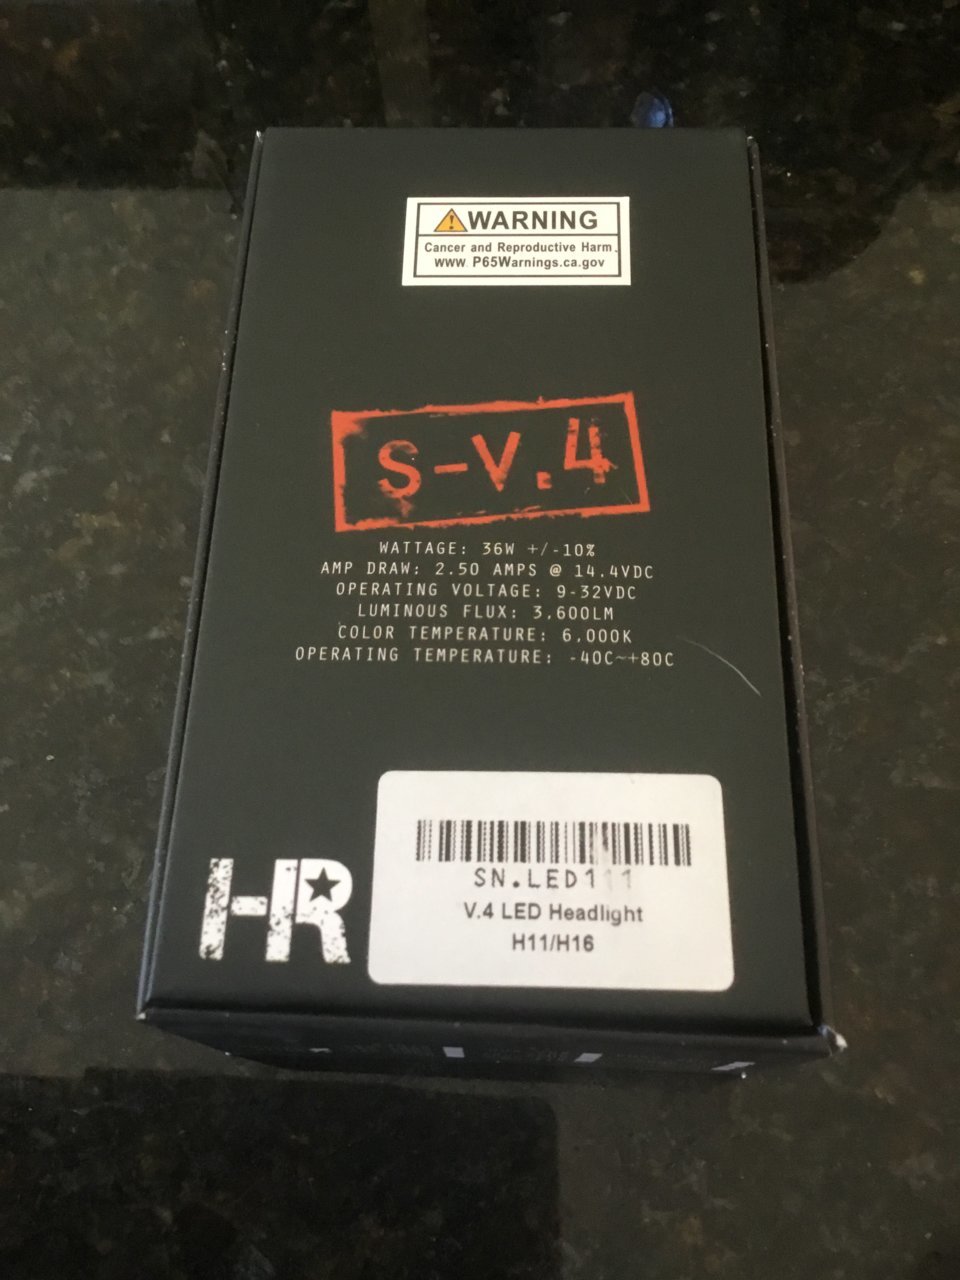 WARNING
Cancer and Reproductive Harm.
www.P65Warnings.ca.gov
S-V.4
WATTAGE: 36W +/-10%
AMP DRAW: 2.50 AMPS @ 14.4VDC
OPERATING VOLTAGE: 9-32VDC
LUMINOUS FLUX: 3,600LM
COLOR TEMPERATURE: 6,000K
OPERATING TEMPERATURE: -40C~+80C
HR
SN.LED111
V.4 LED Headlight
H11/H16